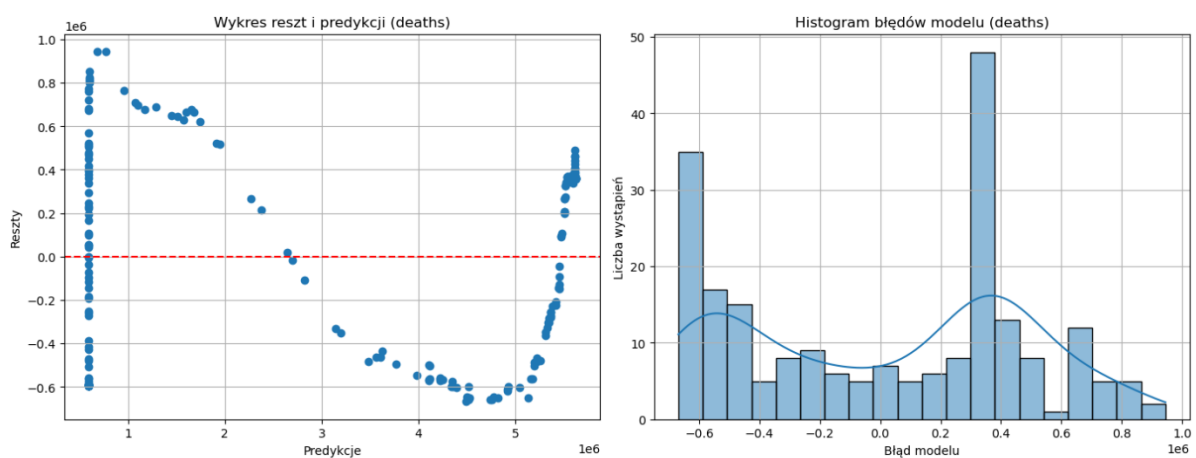 Wykres reszt i predykcji (deaths)
1e6
1.0
0.8
0.6
0.4
0.2
0.0
−0.2
−0.4
−0.6
Reszty
1 2 3 4 5
1e6
Predykcje
Histogram błędów modelu (deaths)
50
40
30
20
10
0
Liczba wystąpień
−0.6 −0.4 −0.2 0.0 0.2 0.4 0.6 0.8 1.0
1e6
Błąd modelu